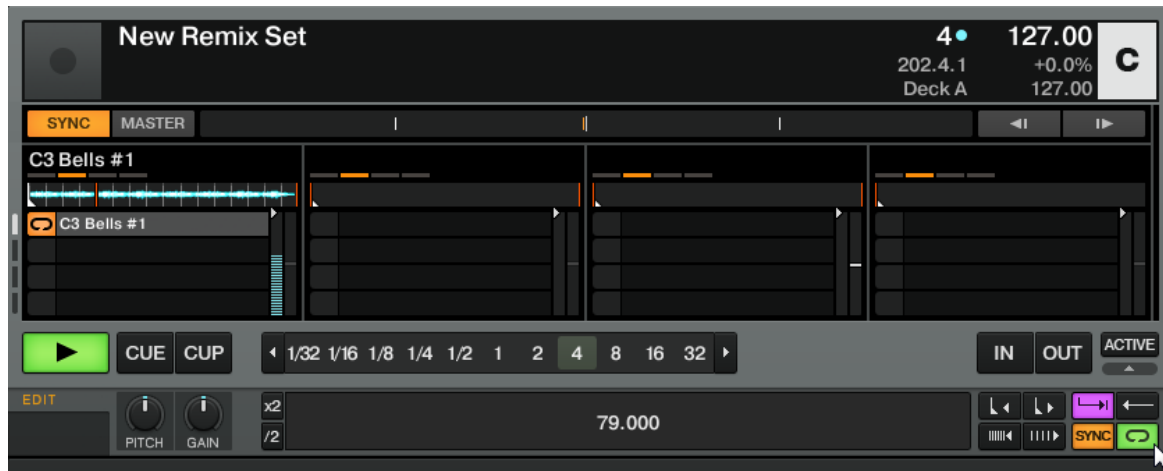 New Remix Set
4 127.00
202.4.1 +0.0%
Deck A 127.00
C
SYNC MASTER
C3 Bells #1
C3 Bells #1
CUE CUP 1/32 1/16 1/8 1/4 1/2 1 2 4 8 16 32 IN OUT ACTIVE
EDIT
PITCH GAIN
x2
/2
79.000
SYNC